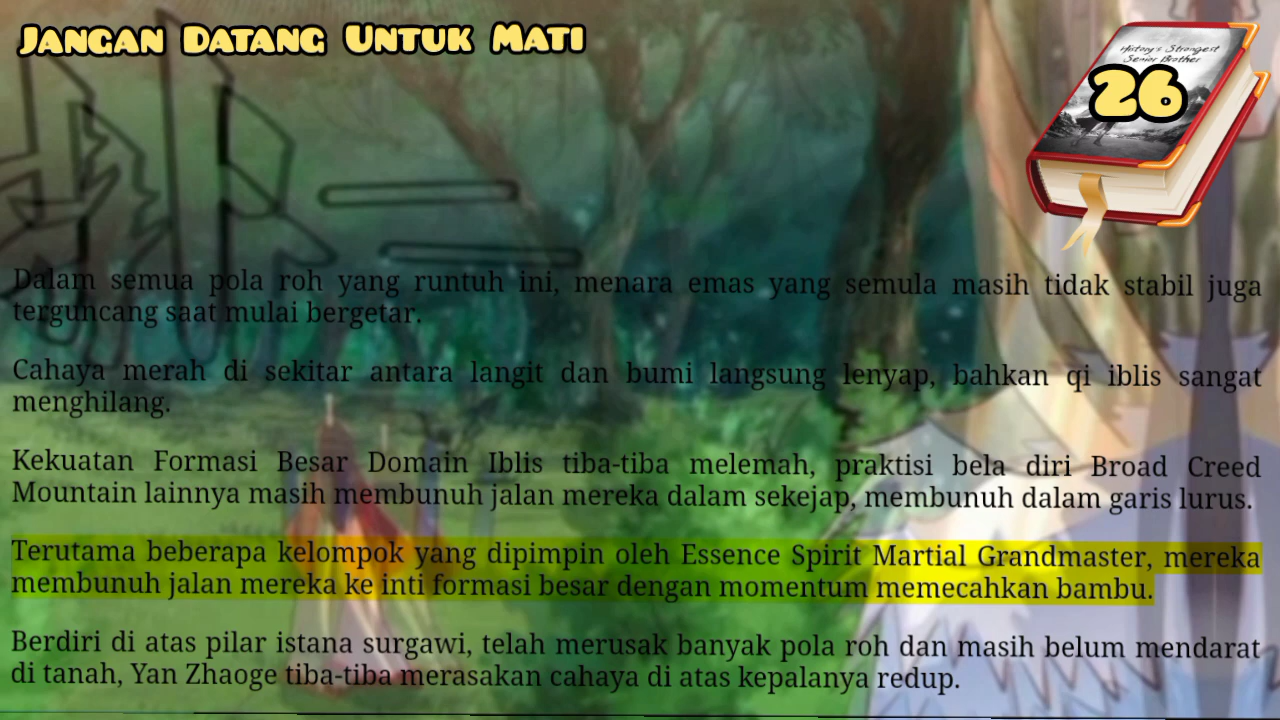 Jangan Datang Untuk Mati
History's Strongest
Senior Brother
26
Dalam semua pola roh yang runtuh ini, menara emas yang semula masih tidak stabil juga
terguncang saat mulai bergetar.
Cahaya merah di sekitar antara langit dan bumi langsung lenyap, bahkan qi iblis sangat
menghilang.
Kekuatan Formasi Besar Domain Iblis tiba-tiba melemah, praktisi bela diri Broad Creed
Mountain lainnya masih membunuh jalan mereka dalam sekejap, membunuh dalam garis lurus.
Terutama beberapa kelompok yang dipimpin oleh Essence Spirit Martial Grandmaster, mereka
membunuh jalan mereka ke inti formasi besar dengan momentum memecahkan bambu.
Berdiri di atas pilar istana surgawi, telah merusak banyak pola roh dan masih belum mendarat
di tanah, Yan Zhaoge tiba-tiba merasakan cahaya di atas kepalanya redup.